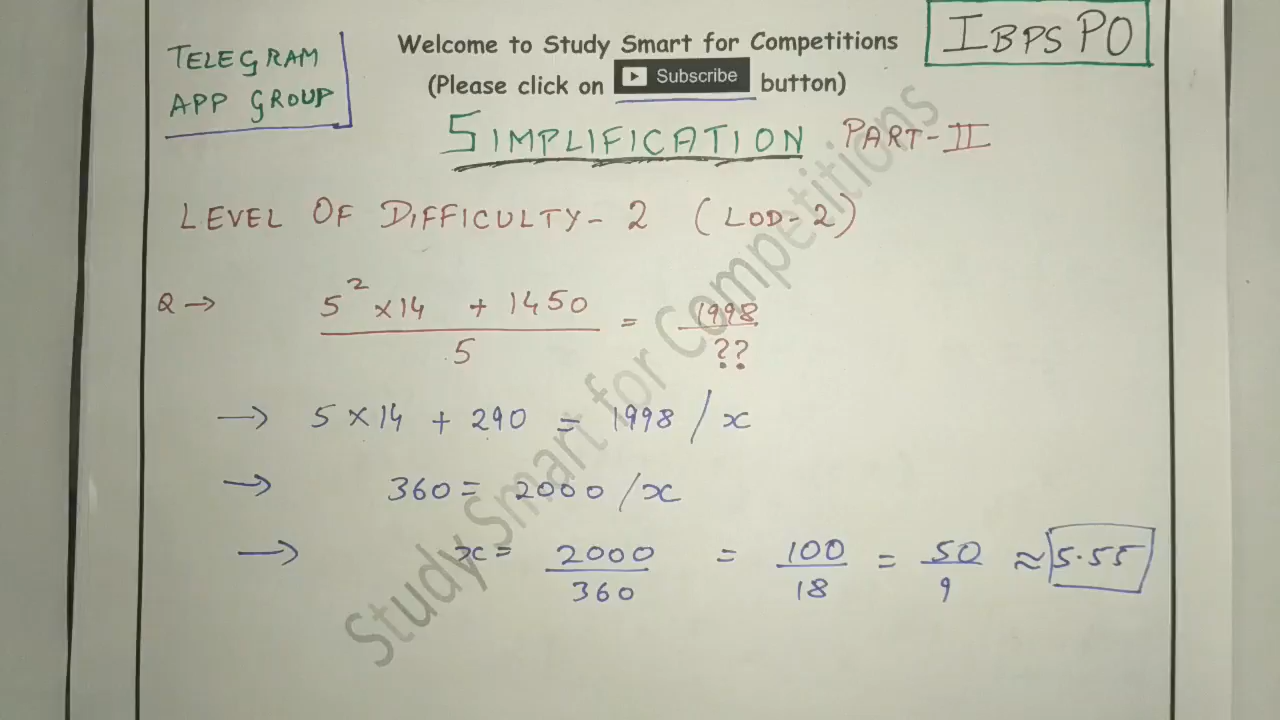 TELEGRAM
APP GROUP
Welcome to Study Smart for Competitions
(Please click on Subscribe button)
IBPS PO
SIMPLIFICATION PART-II
LEVEL OF DIFFICULTY- 2 (LOD-2)
Q → 5² ×14 + 1450 / 5 = 1998 / ??
→ 5 × 14 + 290 = 1998 / x
→ 360 = 2000 / x
→ x = 2000 / 360 = 100 / 18 = 50 / 9 ≈ 5.55
Study Smart for Competitions